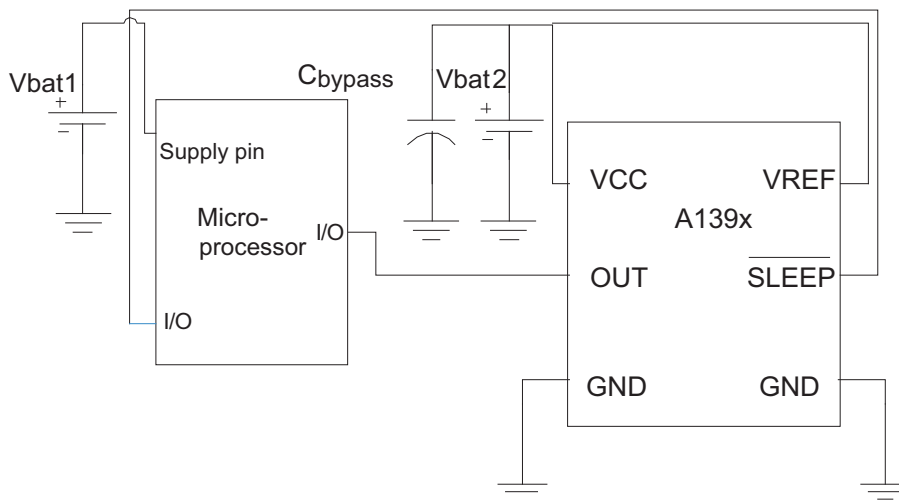 Vbat1
+
-
Supply pin
Micro-
processor
I/O
I/O
Cbypass
Vbat2
+
-
VCC
VREF
A139x
OUT
SLEEP
GND
GND